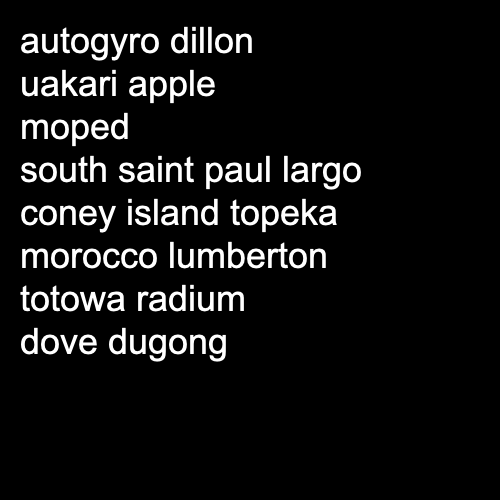 autogyro dillon
uakari apple
moped
south saint paul largo
coney island topeka
morocco lumberton
totowa radium
dove dugong